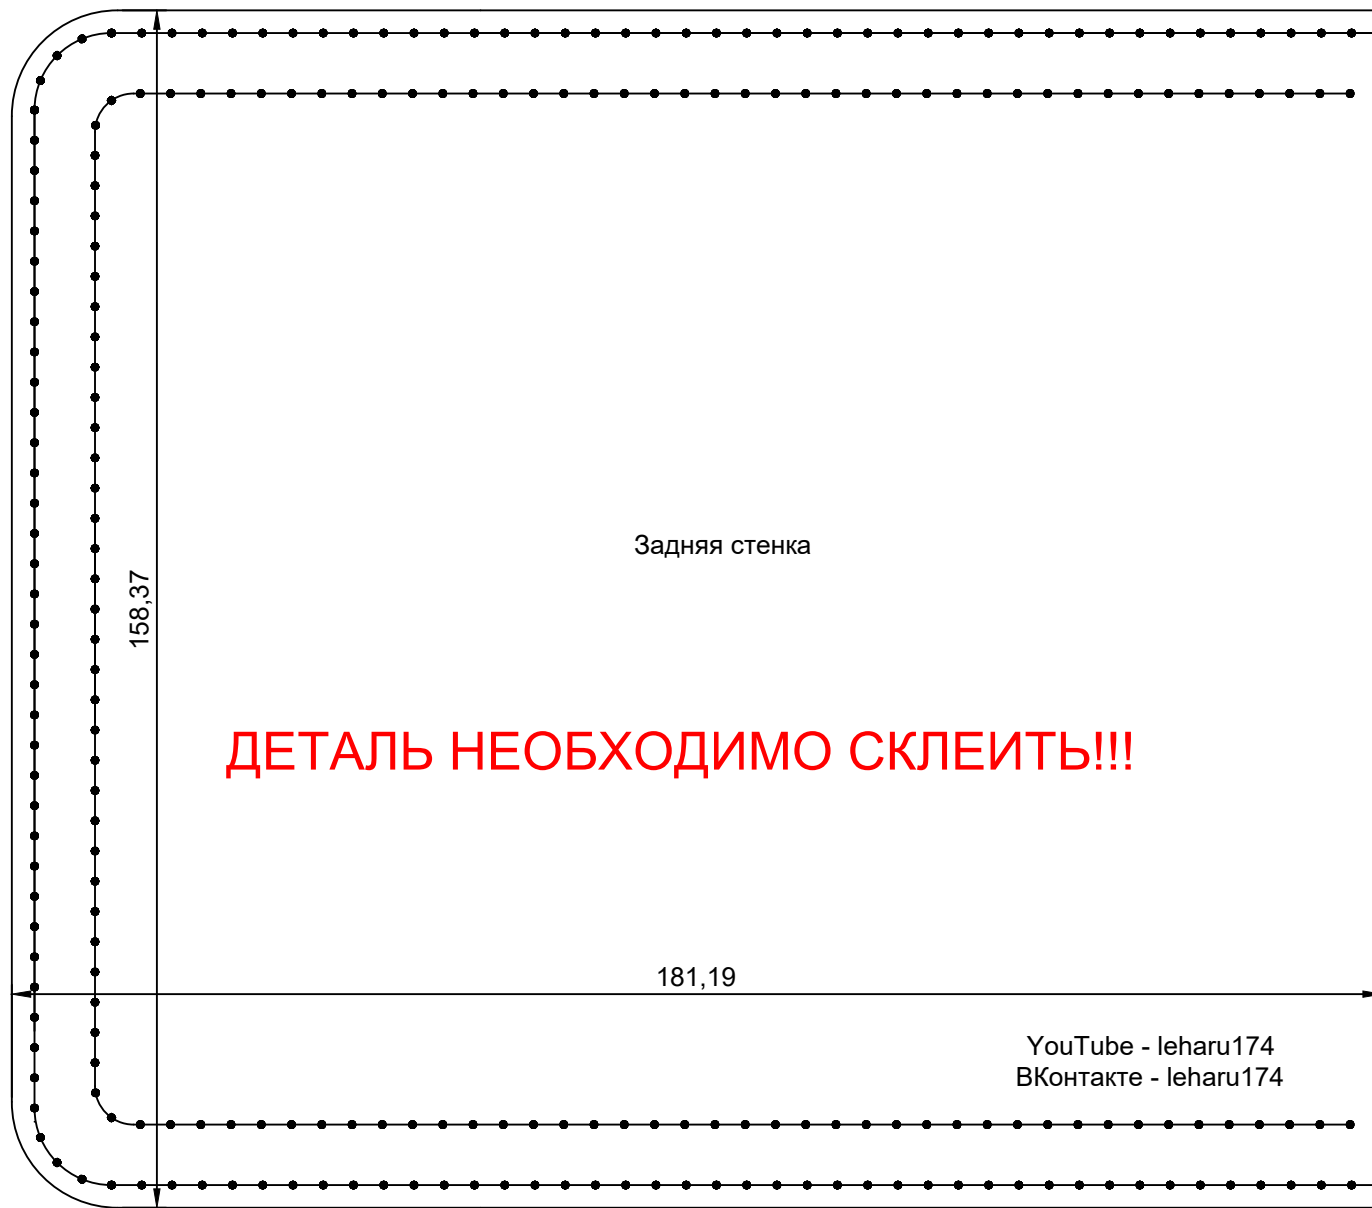 Задняя стенка
158,37
ДЕТАЛЬ НЕОБХОДИМО СКЛЕИТЬ!!!
181,19
YouTube - leharu174
ВКонтакте - leharu174